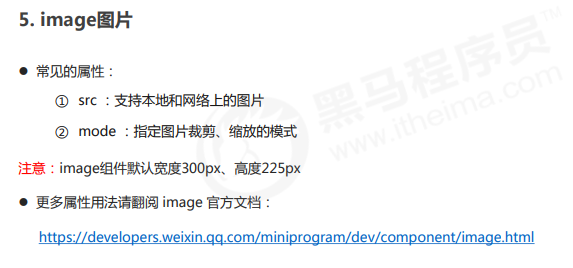 5. image图片
● 常见的属性：
① src ：支持本地和网络上的图片
② mode ：指定图片裁剪、缩放的模式
注意：image组件默认宽度300px、高度225px
● 更多属性用法请翻阅 image 官方文档：
https://developers.weixin.qq.com/miniprogram/dev/component/image.html
黑马程序员™
www.itheima.com